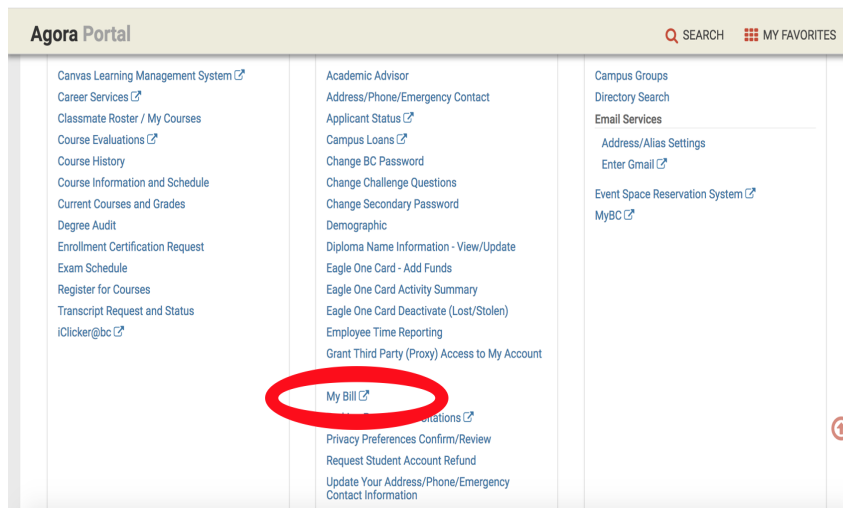 Agora Portal
SEARCH
MY FAVORITES
Canvas Learning Management System
Career Services
Classmate Roster / My Courses
Course Evaluations
Course History
Course Information and Schedule
Current Courses and Grades
Degree Audit
Enrollment Certification Request
Exam Schedule
Register for Courses
Transcript Request and Status
iClicker@bc
Academic Advisor
Address/Phone/Emergency Contact
Applicant Status
Campus Loans
Change BC Password
Change Challenge Questions
Change Secondary Password
Demographic
Diploma Name Information - View/Update
Eagle One Card - Add Funds
Eagle One Card Activity Summary
Eagle One Card Deactivate (Lost/Stolen)
Employee Time Reporting
Grant Third Party (Proxy) Access to My Account
My Bill
Privacy Preferences Confirm/Review
Request Student Account Refund
Update Your Address/Phone/Emergency
Contact Information
Campus Groups
Directory Search
Email Services
Address/Alias Settings
Enter Gmail
Event Space Reservation System
MyBC